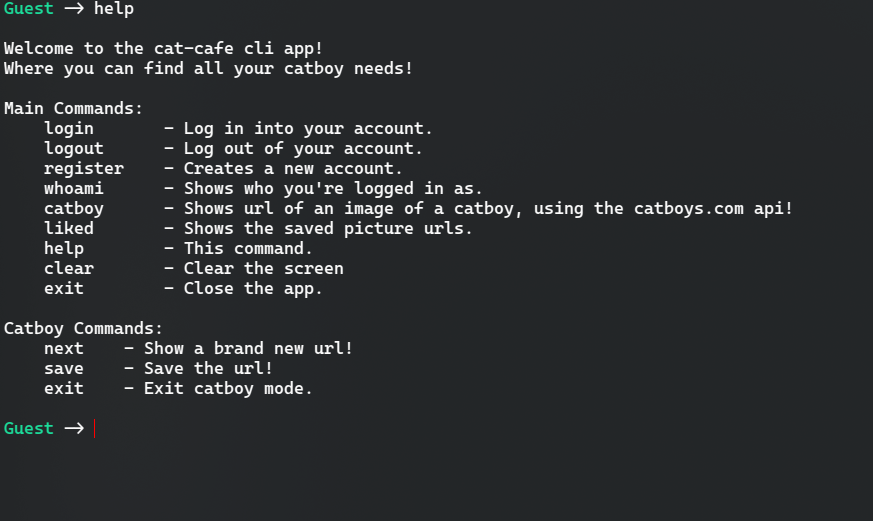 Guest -> help
Welcome to the cat-cafe cli app!
Where you can find all your catboy needs!
Main Commands:
login - Log in into your account.
logout - Log out of your account.
register - Creates a new account.
whoami - Shows who you're logged in as.
catboy - Shows url of an image of a catboy, using the catboys.com api!
liked - Shows the saved picture urls.
help - This command.
clear - Clear the screen
exit - Close the app.
Catboy Commands:
next - Show a brand new url!
save - Save the url!
exit - Exit catboy mode.
Guest ->